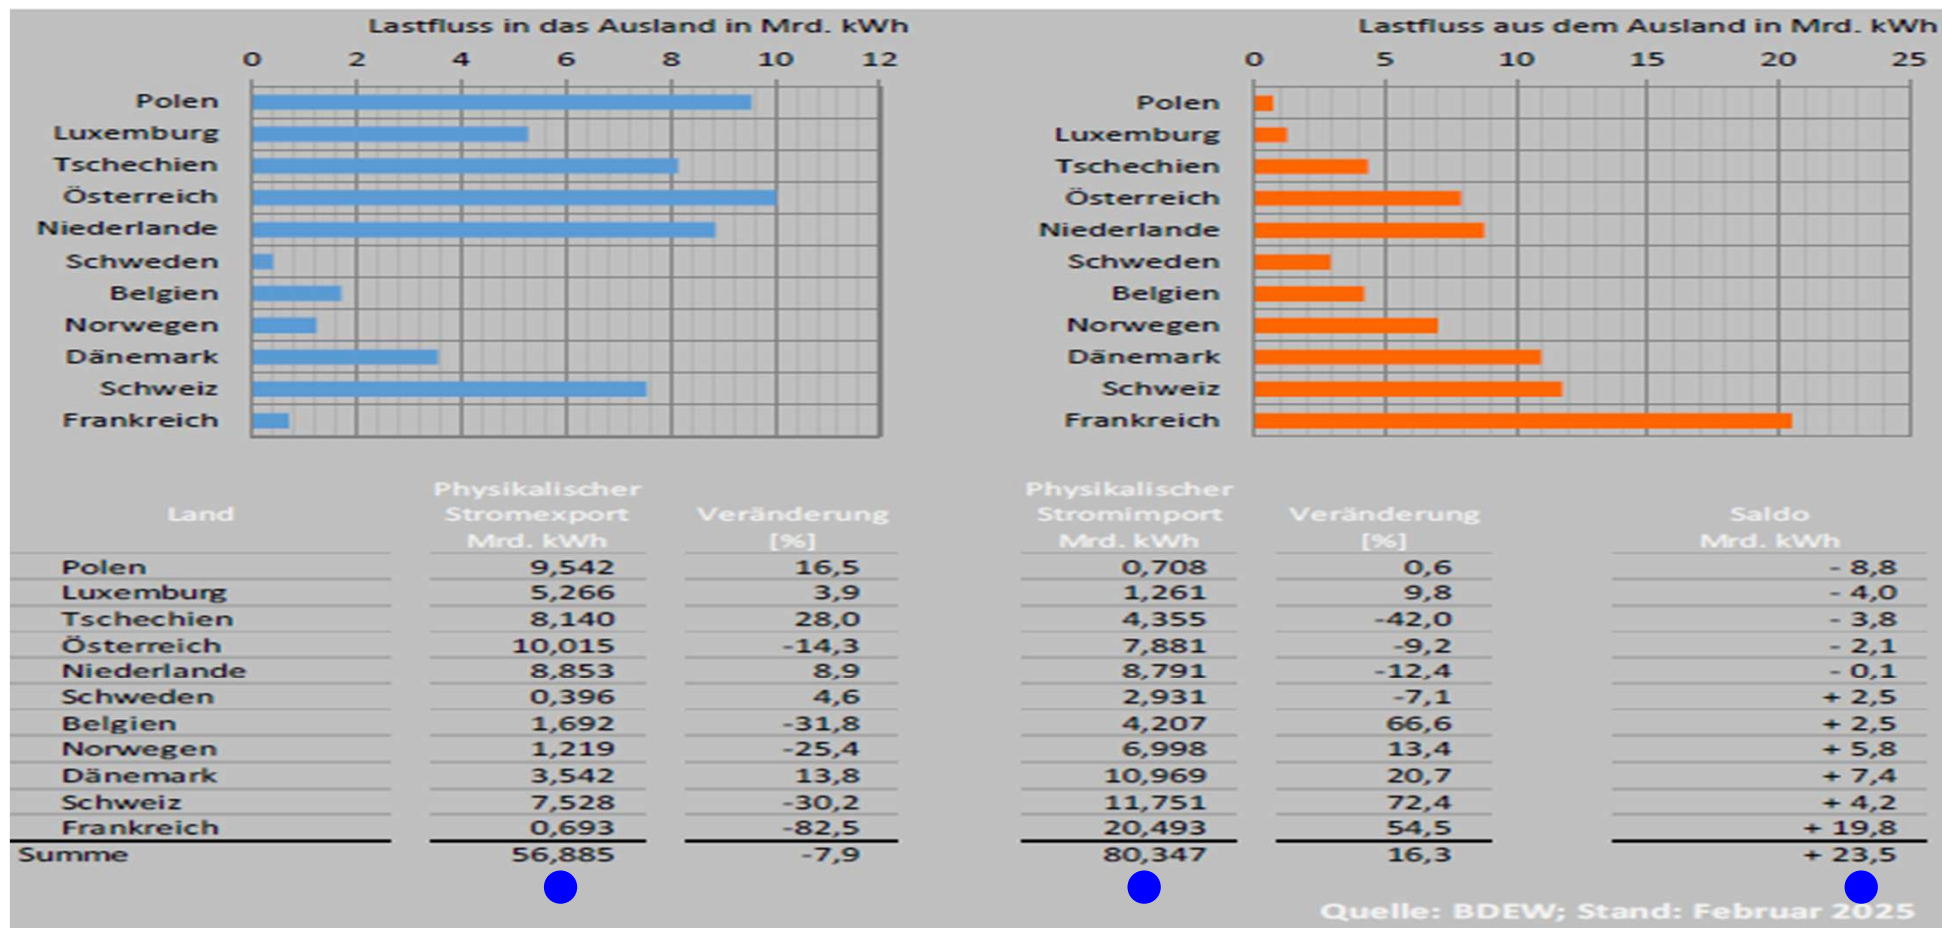 Lastfluss in das Ausland in Mrd. kWh
0 2 4 6 8 10 12
Polen
Luxemburg
Tschechien
Österreich
Niederlande
Schweden
Belgien
Norwegen
Dänemark
Schweiz
Frankreich
Lastfluss aus dem Ausland in Mrd. kWh
0 5 10 15 20 25
Polen
Luxemburg
Tschechien
Österreich
Niederlande
Schweden
Belgien
Norwegen
Dänemark
Schweiz
Frankreich
Land Physikalischer Stromexport Mrd. kWh Veränderung [%] Physikalischer Stromimport Mrd. kWh Veränderung [%] Saldo Mrd. kWh
Polen 9,542 16,5 0,708 0,6 - 8,8
Luxemburg 5,266 3,9 1,261 9,8 - 4,0
Tschechien 8,140 28,0 4,355 -42,0 - 3,8
Österreich 10,015 -14,3 7,881 -9,2 - 2,1
Niederlande 8,853 8,9 8,791 -12,4 - 0,1
Schweden 0,396 4,6 2,931 -7,1 + 2,5
Belgien 1,692 -31,8 4,207 66,6 + 2,5
Norwegen 1,219 -25,4 6,998 13,4 + 5,8
Dänemark 3,542 13,8 10,969 20,7 + 7,4
Schweiz 7,528 -30,2 11,751 72,4 + 4,2
Frankreich 0,693 -82,5 20,493 54,5 + 19,8
Summe 56,885 -7,9 80,347 16,3 + 23,5
Quelle: BDEW; Stand: Februar 2025